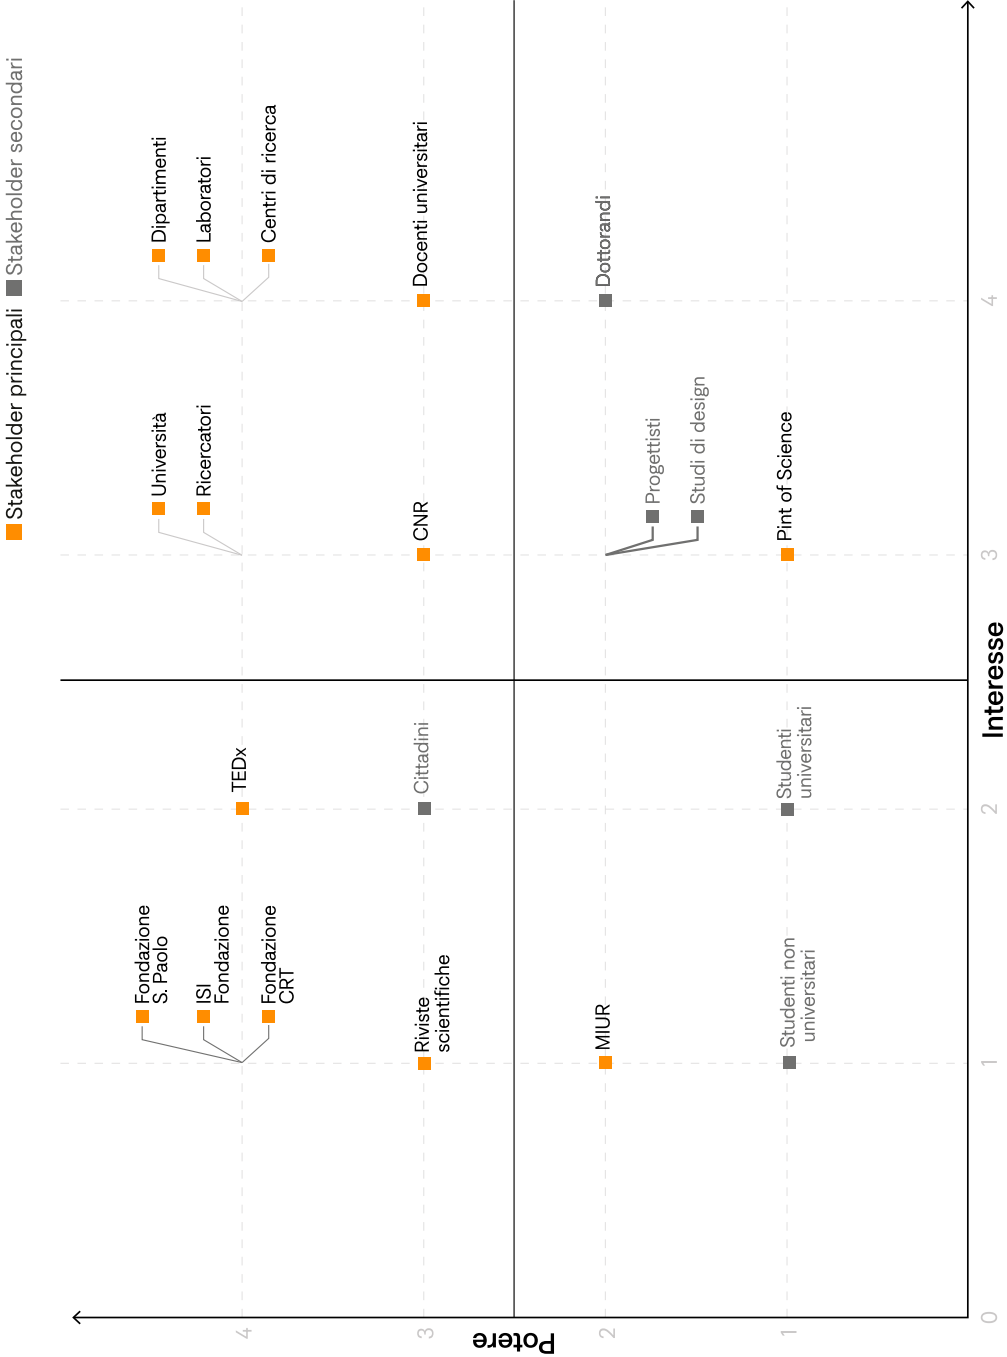 Stakeholder principali
Stakeholder secondari
Potere
4
3
2
1
0
Fondazione
S. Paolo
ISI
Fondazione
Fondazione
CRT
TEDx
Università
Ricercatori
Dipartimenti
Laboratori
Centri di ricerca
Riviste
scientifiche
Cittadini
CNR
Docenti universitari
MIUR
Progettisti
Studi di design
Dottorandi
Studenti non
universitari
Studenti
universitari
Pint of Science
1
2
3
4
Interesse